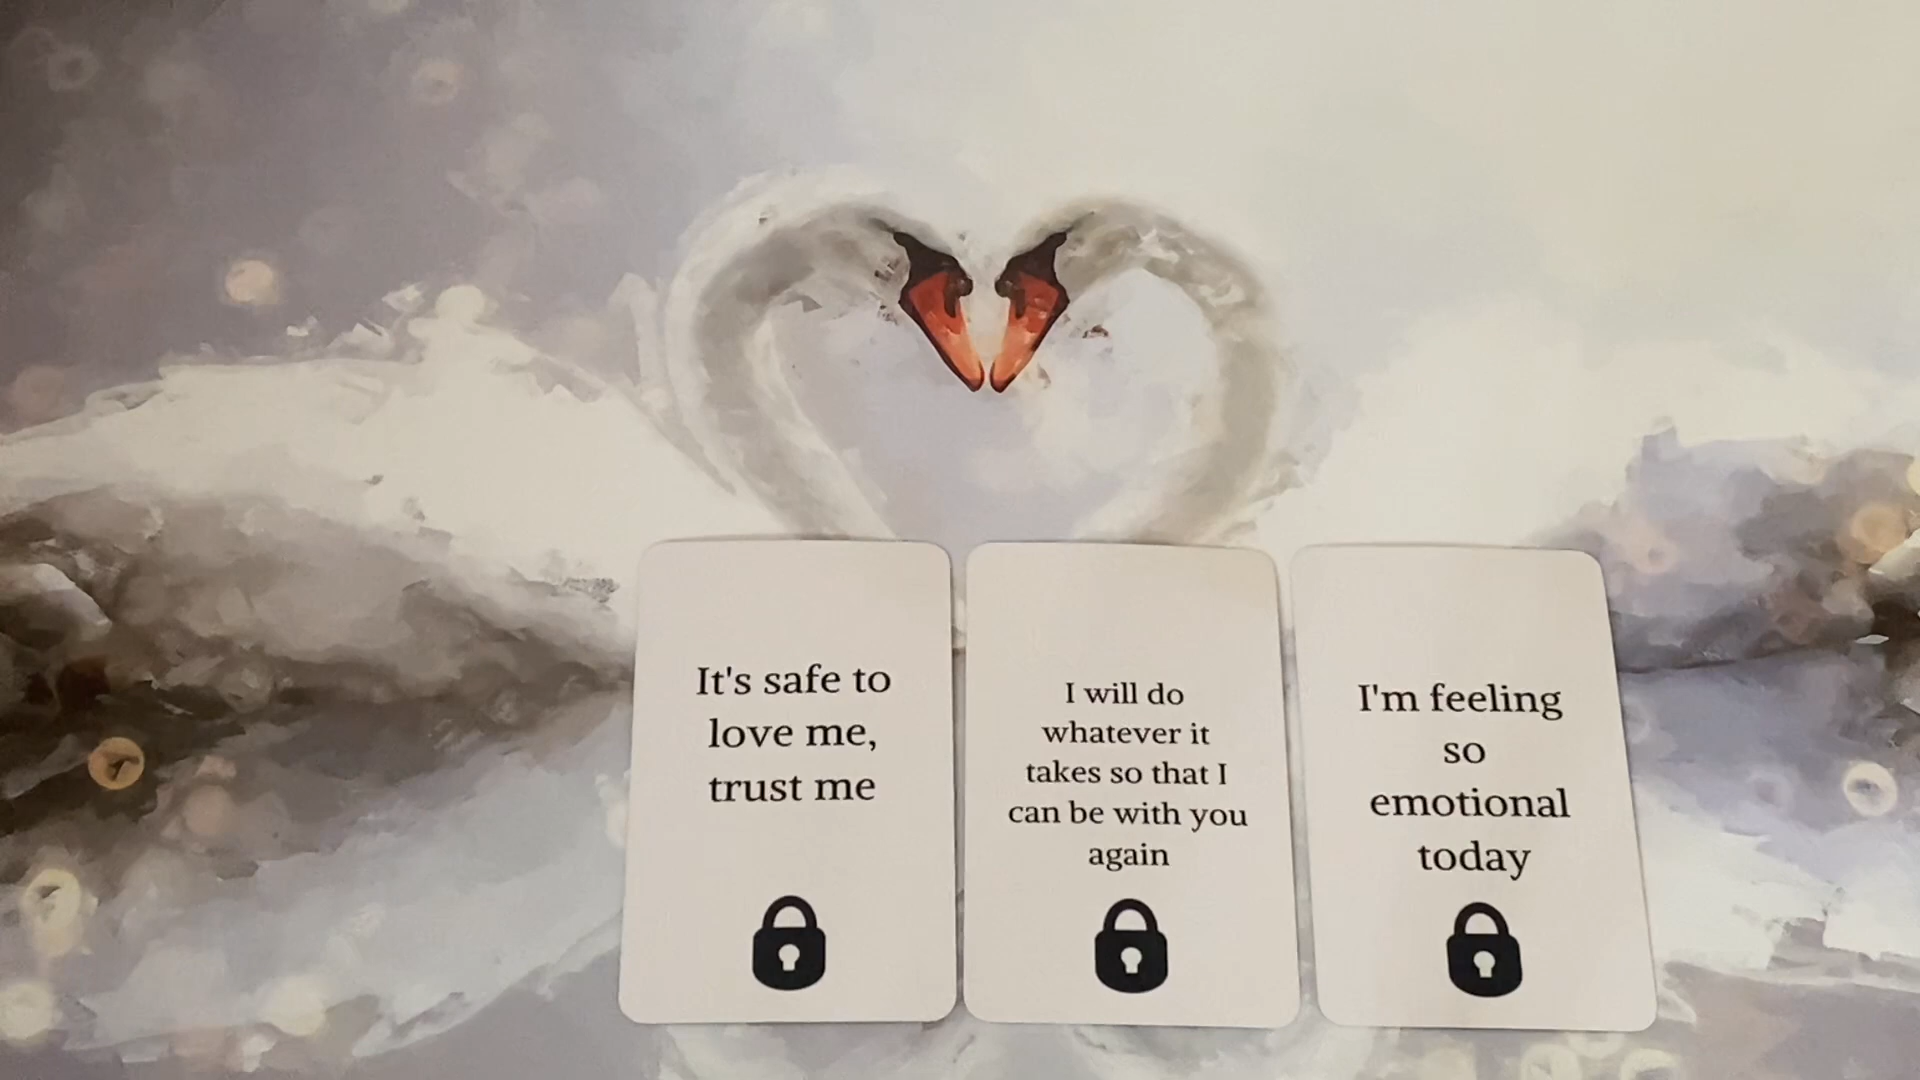 It's safe to
love me,
trust me
I will do
whatever it
takes so that I
can be with you
again
I'm feeling
so
emotional
today